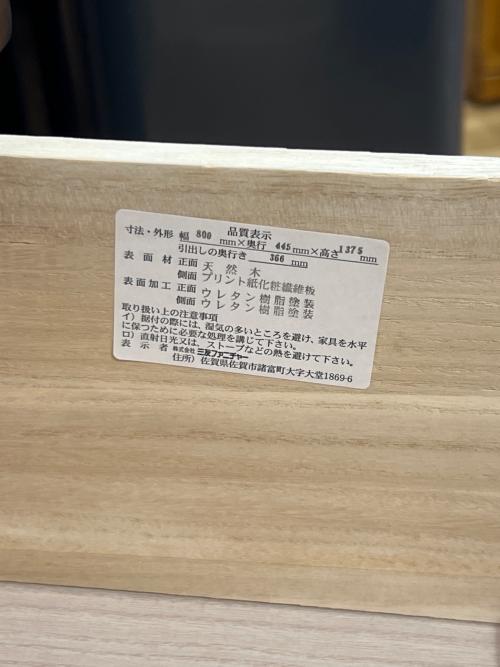 品質表示
寸法・外形 幅 800 mm×奥行 445 mm×高さ 1375 mm
引出しの奥行き 366 mm
表面材 正面 天然木
側面 プリント紙化粧繊維板
表面加工 正面 ウレタン樹脂塗装
側面 ウレタン樹脂塗装
取り扱い上の注意事項
イ）据付の際には、湿気の多いところを避け、家具を水平
に保つために必要な処理を講じて下さい。
ロ）直射日光又は、ストーブなどの熱を避けて下さい。
表示者 株式会社 三友ファニチャー
住所）佐賀県佐賀市諸富町大字大堂1869-6